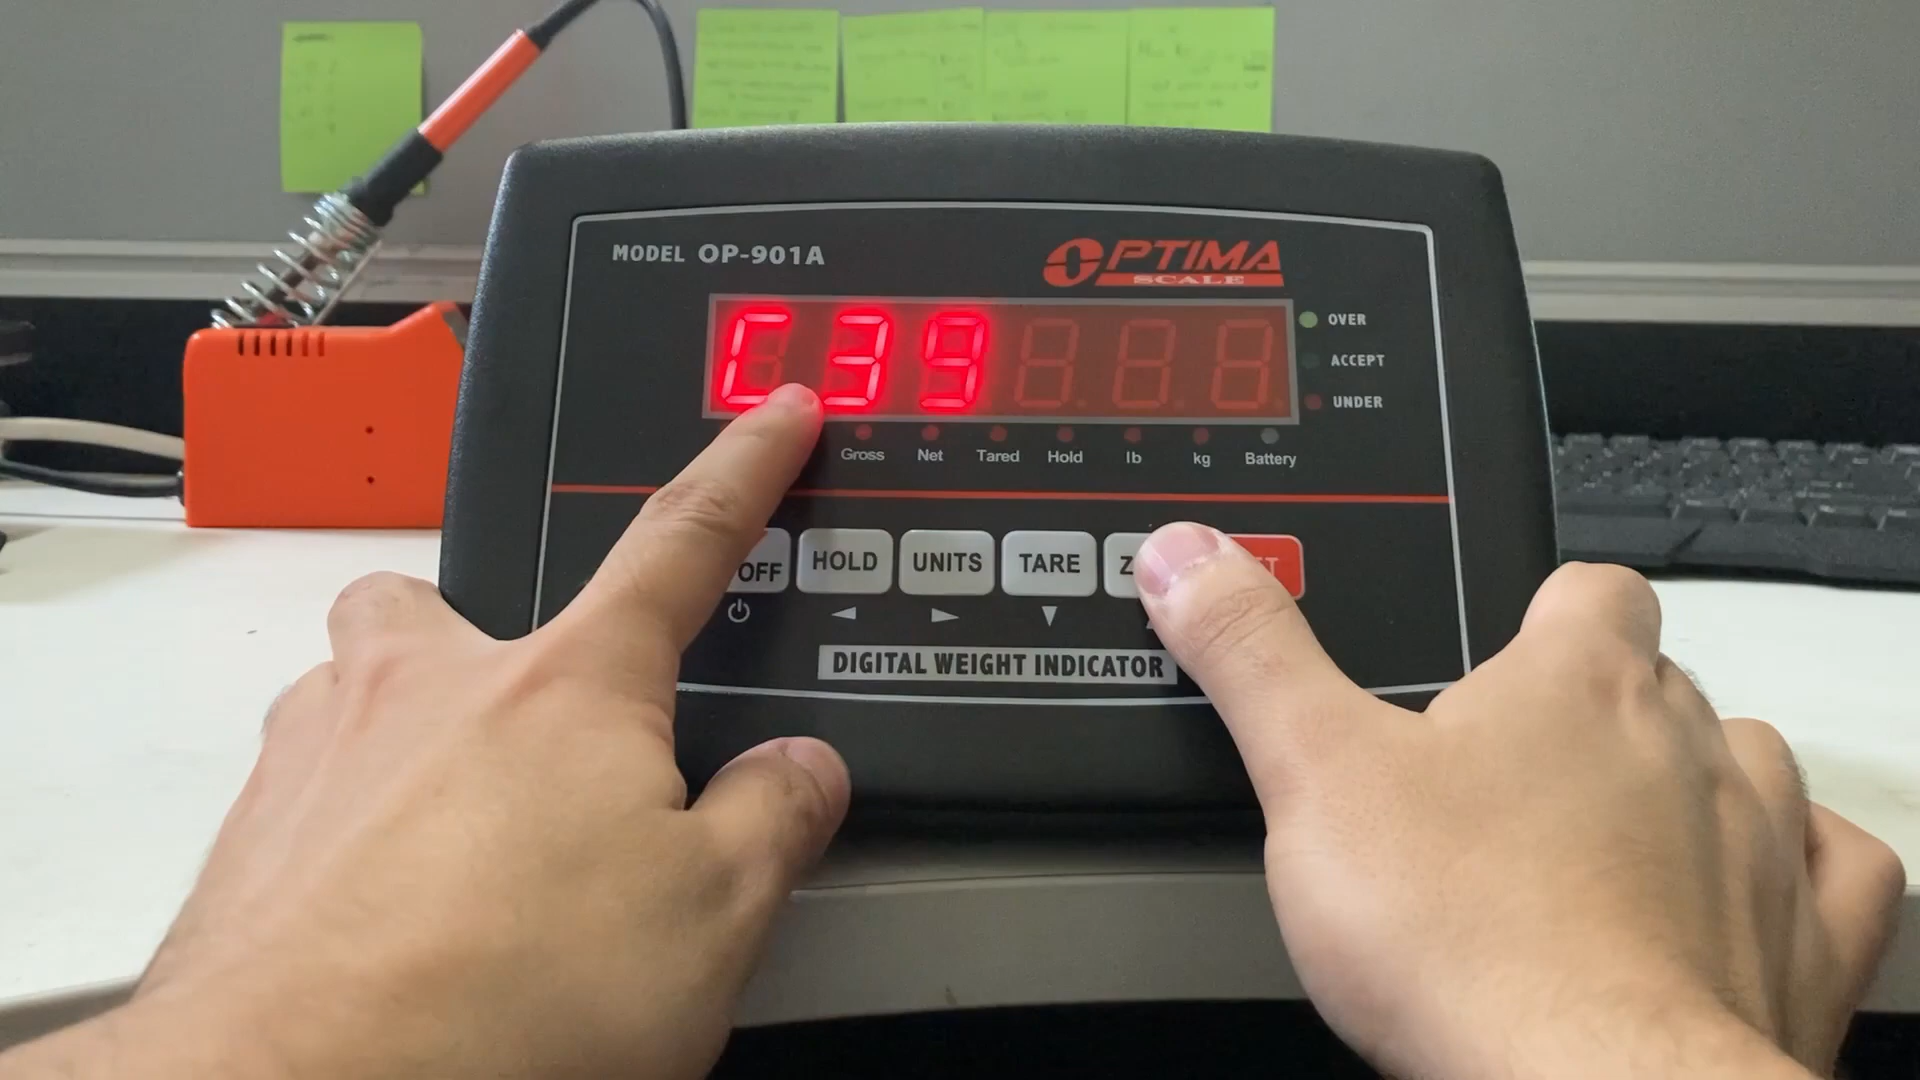 MODEL OP-901A
OPTIMA
SCALE
C39
OVER
ACCEPT
UNDER
Gross Net Tared Hold lb kg Battery
OFF HOLD UNITS TARE
DIGITAL WEIGHT INDICATOR